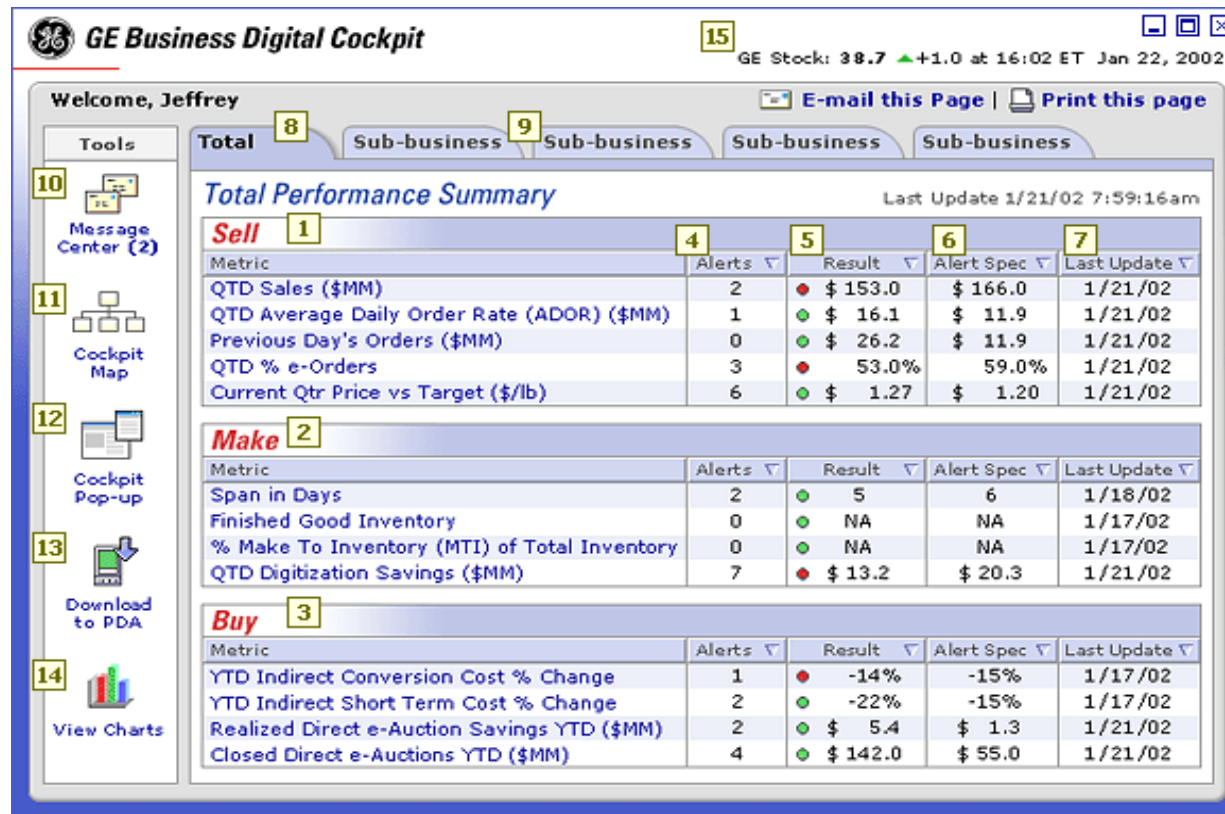 GE Business Digital Cockpit
15
GE Stock: 38.7 ▲+1.0 at 16:02 ET Jan 22, 2002
Welcome, Jeffrey
E-mail this Page | Print this page
Tools
Total 8 Sub-business 9 Sub-business Sub-business Sub-business
10
Message Center (2)
11
Cockpit Map
12
Cockpit Pop-up
13
Download to PDA
14
View Charts
Total Performance Summary Last Update 1/21/02 7:59:16am
Sell 1 4 5 6 7
Metric Alerts Result Alert Spec Last Update
QTD Sales ($MM) 2 $ 153.0 $ 166.0 1/21/02
QTD Average Daily Order Rate (ADOR) ($MM) 1 $ 16.1 $ 11.9 1/21/02
Previous Day's Orders ($MM) 0 $ 26.2 $ 11.9 1/21/02
QTD % e-Orders 3 53.0% 59.0% 1/21/02
Current Qtr Price vs Target ($/lb) 6 $ 1.27 $ 1.20 1/21/02
Make 2
Metric Alerts Result Alert Spec Last Update
Span in Days 2 5 6 1/18/02
Finished Good Inventory 0 NA NA 1/17/02
% Make To Inventory (MTI) of Total Inventory 0 NA NA 1/17/02
QTD Digitization Savings ($MM) 7 $ 13.2 $ 20.3 1/21/02
Buy 3
Metric Alerts Result Alert Spec Last Update
YTD Indirect Conversion Cost % Change 1 -14% -15% 1/17/02
YTD Indirect Short Term Cost % Change 2 -22% -15% 1/17/02
Realized Direct e-Auction Savings YTD ($MM) 2 $ 5.4 $ 1.3 1/21/02
Closed Direct e-Auctions YTD ($MM) 4 $ 142.0 $ 55.0 1/21/02